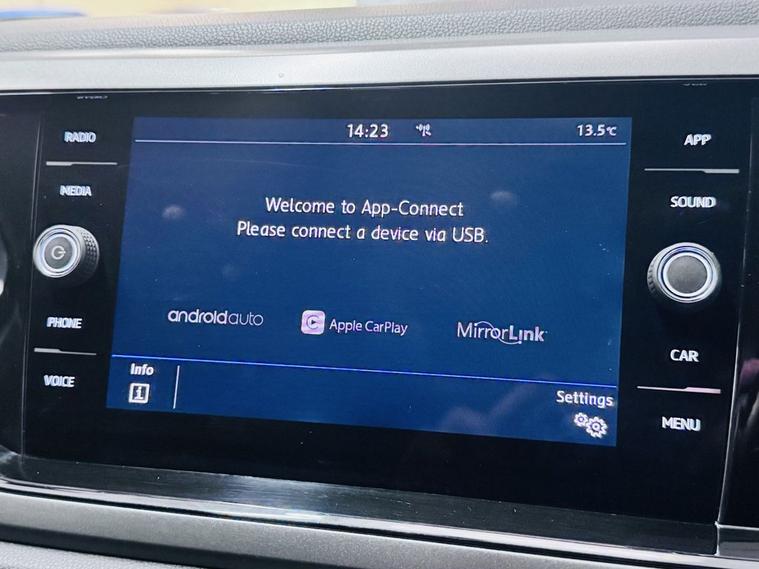 RADIO
MEDIA
PHONE
VOICE
14:23
13.5°C
Welcome to App-Connect
Please connect a device via USB.
androidauto
Apple CarPlay
MirrorLink
Info
i
Settings
APP
SOUND
CAR
MENU